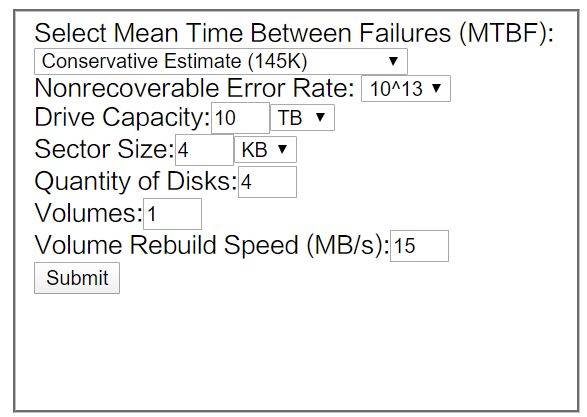 Select Mean Time Between Failures (MTBF):
Conservative Estimate (145K)
Nonrecoverable Error Rate: 10^13
Drive Capacity: 10 TB
Sector Size: 4 KB
Quantity of Disks: 4
Volumes: 1
Volume Rebuild Speed (MB/s): 15
Submit